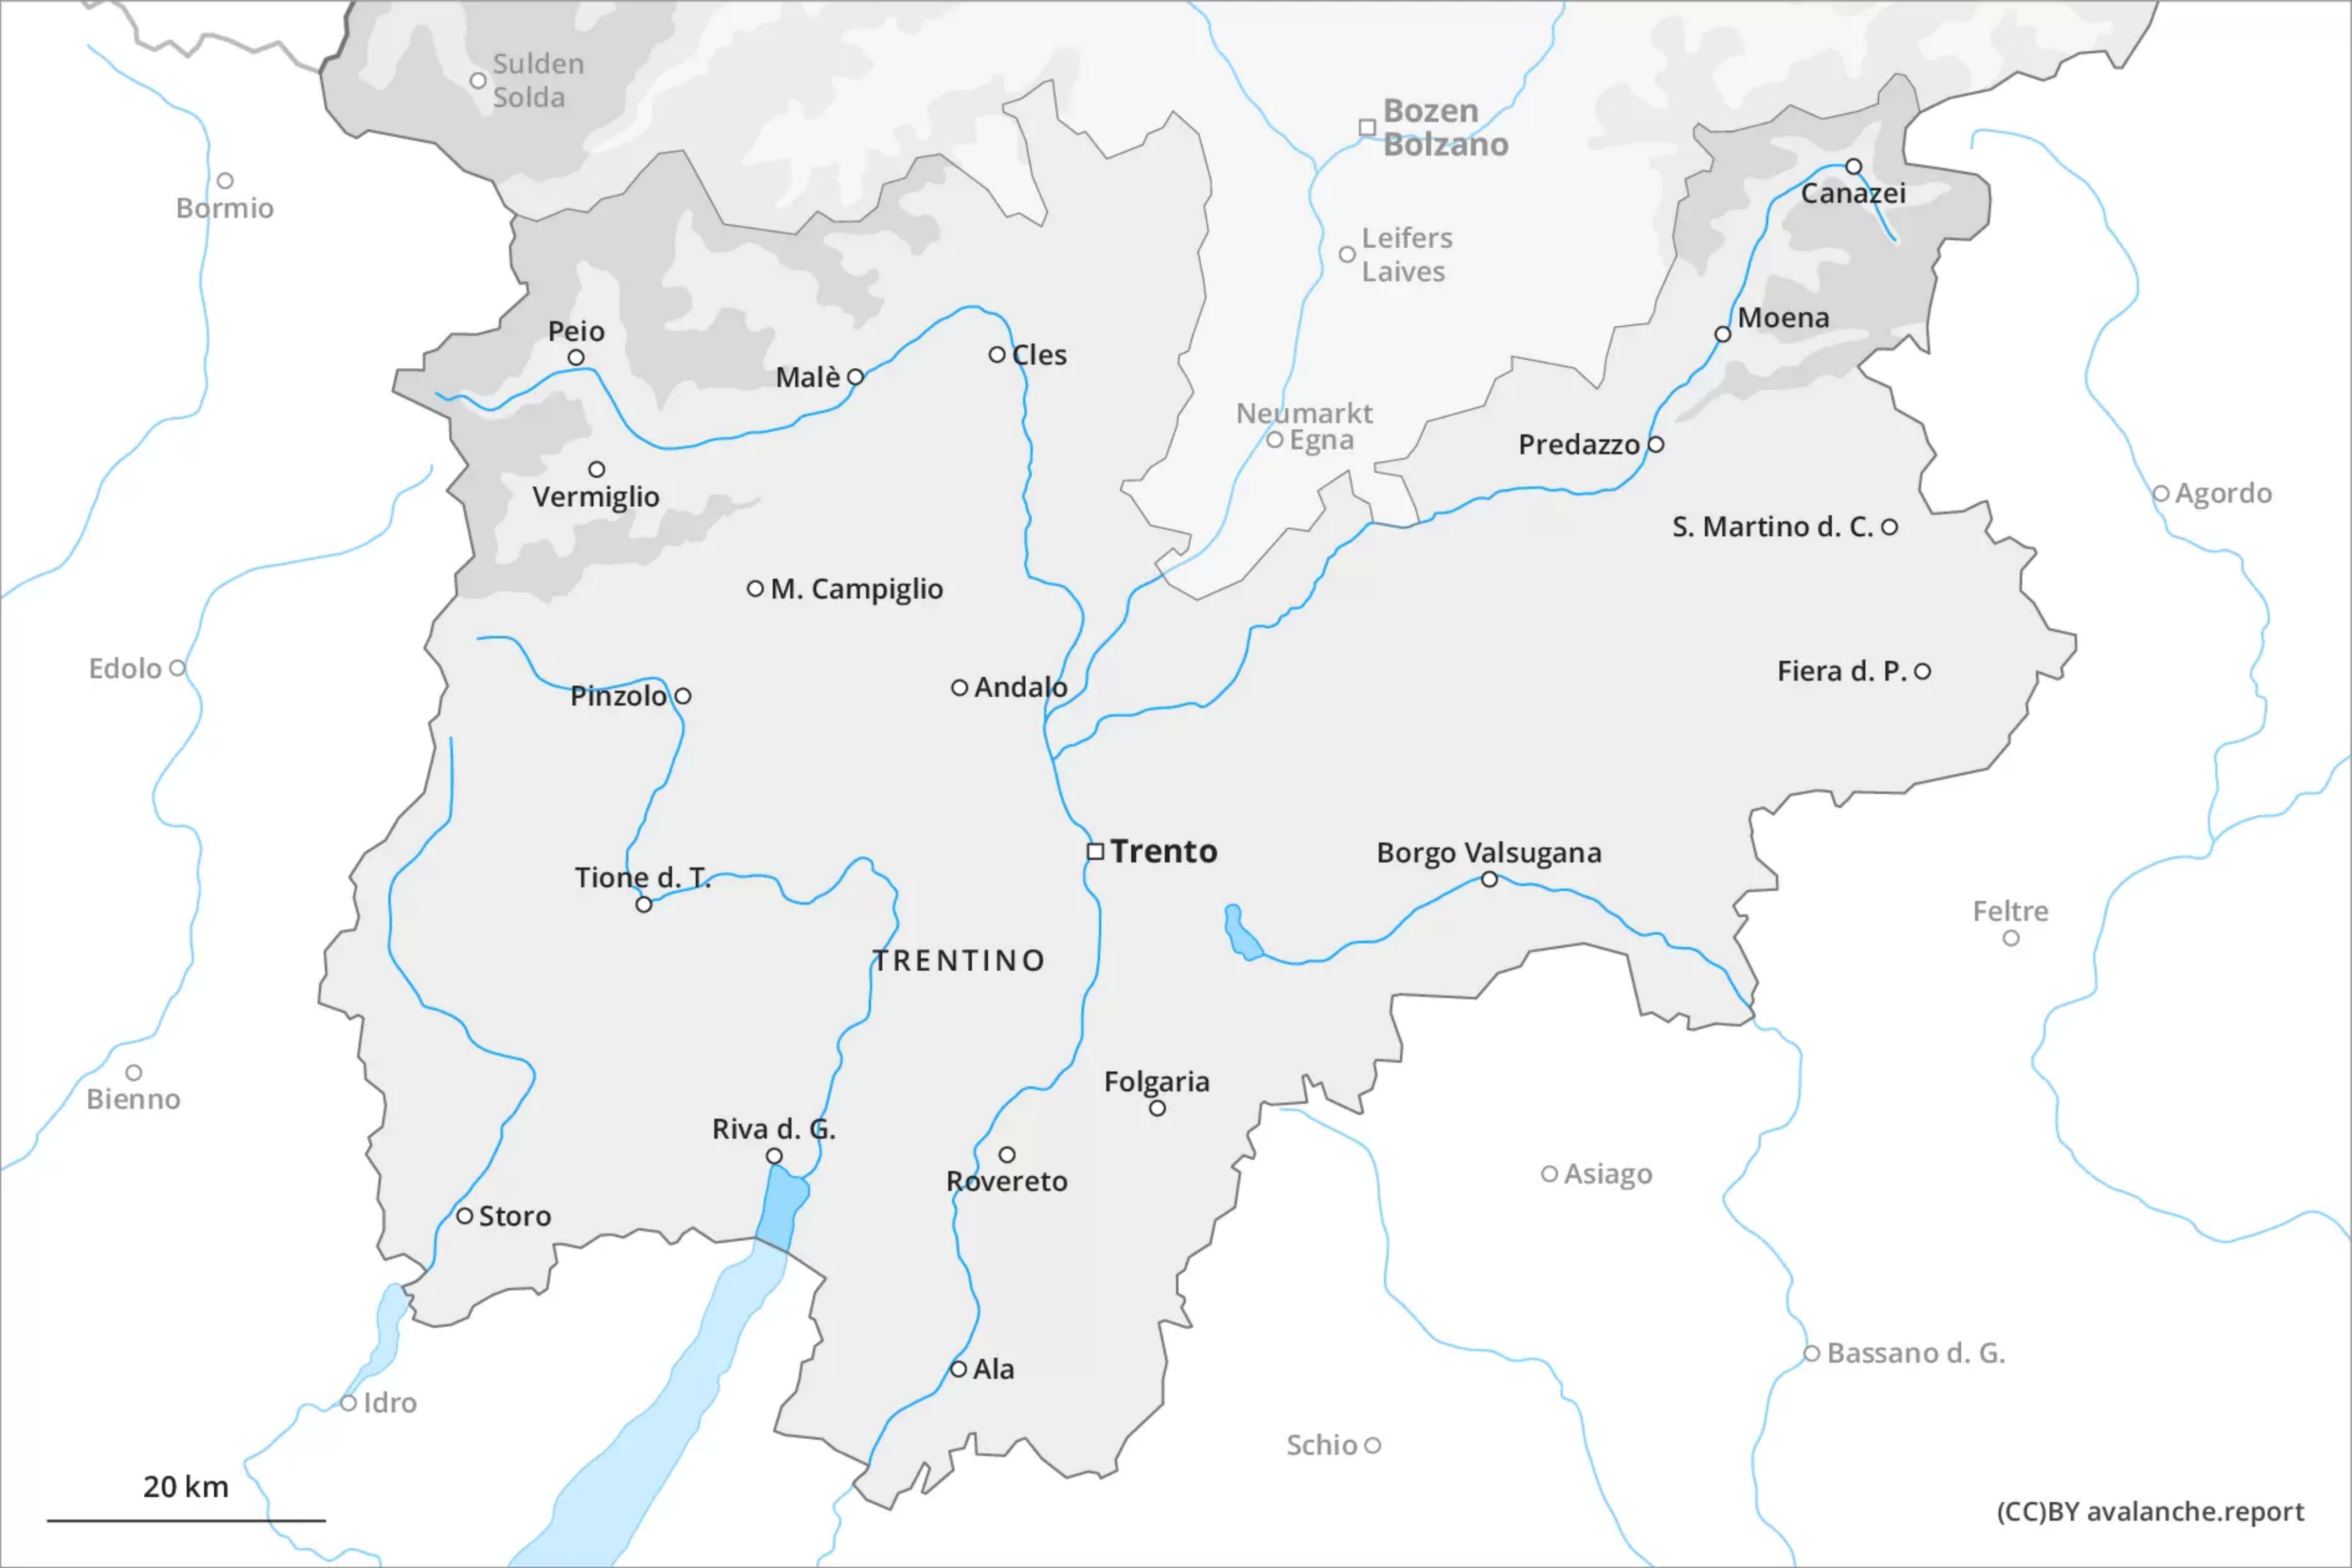 Sulden
Solda
Bozen
Bolzano
Bormio
Canazei
Leifers
Laives
Moena
Peio
Cles
Malè
Neumarkt
Egna
Predazzo
Vermiglio
Agordo
S. Martino d. C.
M. Campiglio
Edolo
Fiera d. P.
Andalo
Pinzolo
Trento
Borgo Valsugana
Tione d. T.
Feltre
TRENTINO
Folgaria
Bienno
Riva d. G.
Asiago
Rovereto
Storo
Bassano d. G.
Ala
Idro
Schio
20 km
(CC)BY avalanche.report